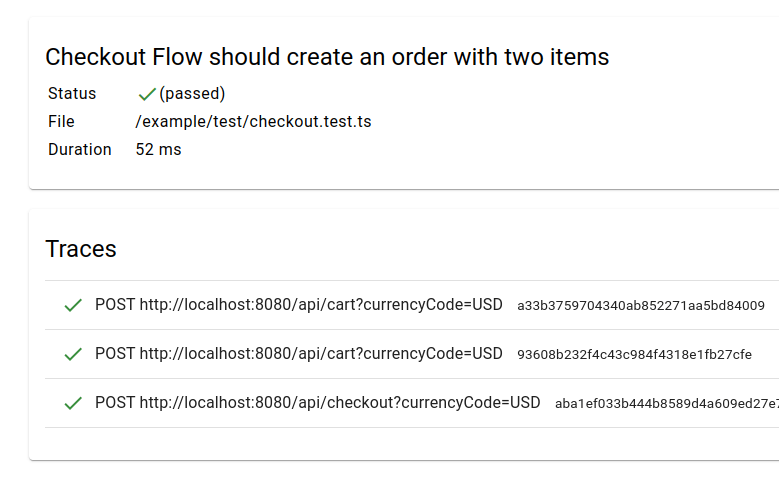 Checkout Flow should create an order with two items
Status (passed)
File /example/test/checkout.test.ts
Duration 52 ms
Traces
POST http://localhost:8080/api/cart?currencyCode=USD a33b3759704340ab852271aa5bd84009
POST http://localhost:8080/api/cart?currencyCode=USD 93608b232f4c43c984f4318e1fb27cfe
POST http://localhost:8080/api/checkout?currencyCode=USD aba1ef033b444b8589d4a609ed27e7